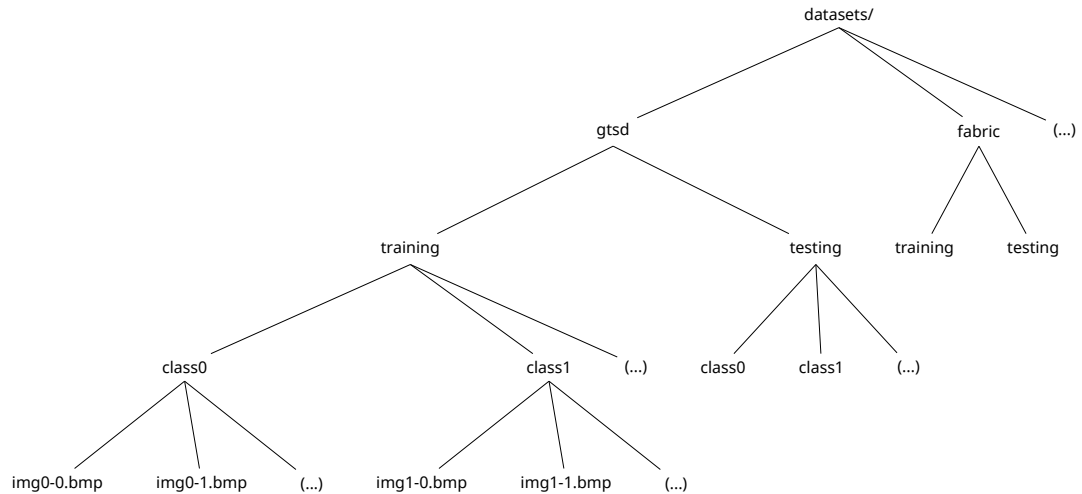 datasets/
gtsd fabric (...)
training testing training testing
class0 class1 (...) class0 class1 (...)
img0-0.bmp img0-1.bmp (...) img1-0.bmp img1-1.bmp (...)